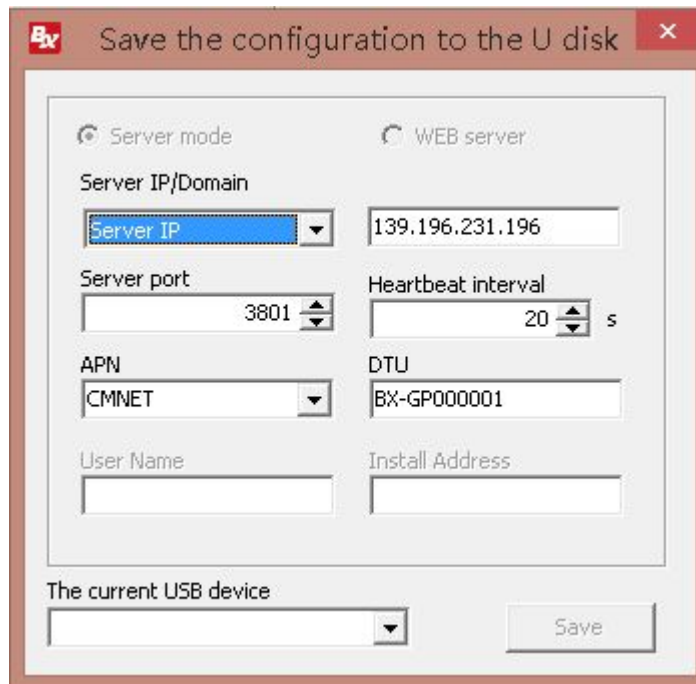 BX Save the configuration to the U disk ×
Server mode WEB server
Server IP/Domain
Server IP 139.196.231.196
Server port Heartbeat interval
3801 20 s
APN DTU
CMNET BX-GP000001
User Name Install Address
The current USB device
Save